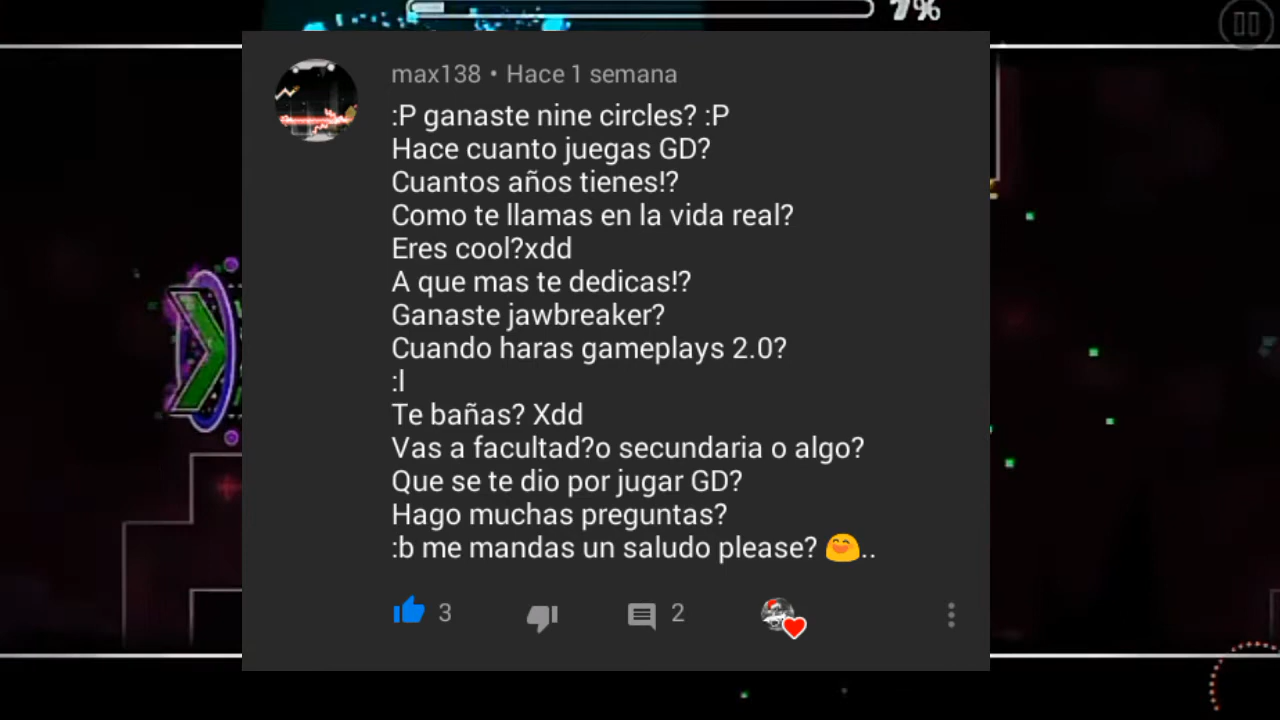 7%
max138 • Hace 1 semana
:P ganaste nine circles? :P
Hace cuanto juegas GD?
Cuantos años tienes!?
Como te llamas en la vida real?
Eres cool?xdd
A que mas te dedicas!?
Ganaste jawbreaker?
Cuando haras gameplays 2.0?
:l
Te bañas? Xdd
Vas a facultad?o secundaria o algo?
Que se te dio por jugar GD?
Hago muchas preguntas?
:b me mandas un saludo please? 😄..
3
2